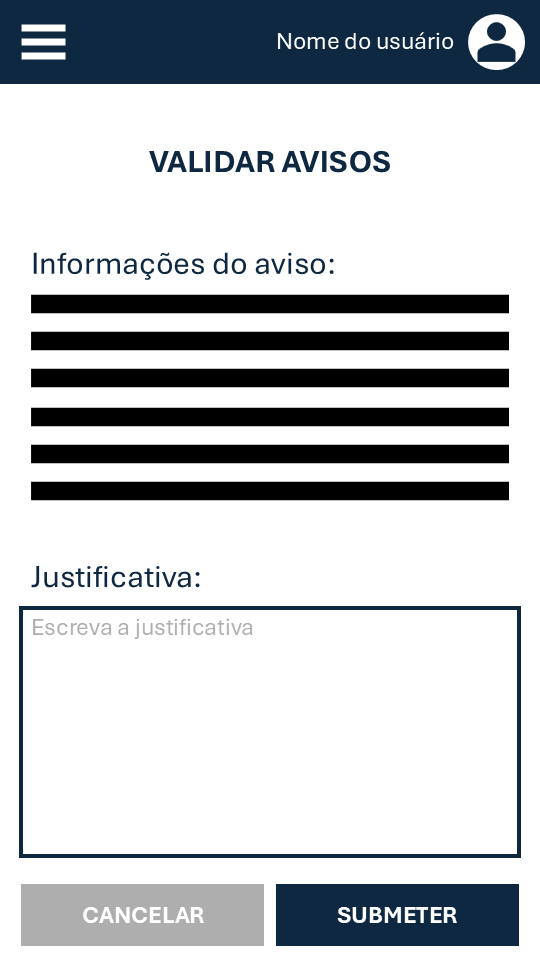 Nome do usuário
VALIDAR AVISOS
Informações do aviso:
Justificativa:
Escreva a justificativa
CANCELAR
SUBMETER